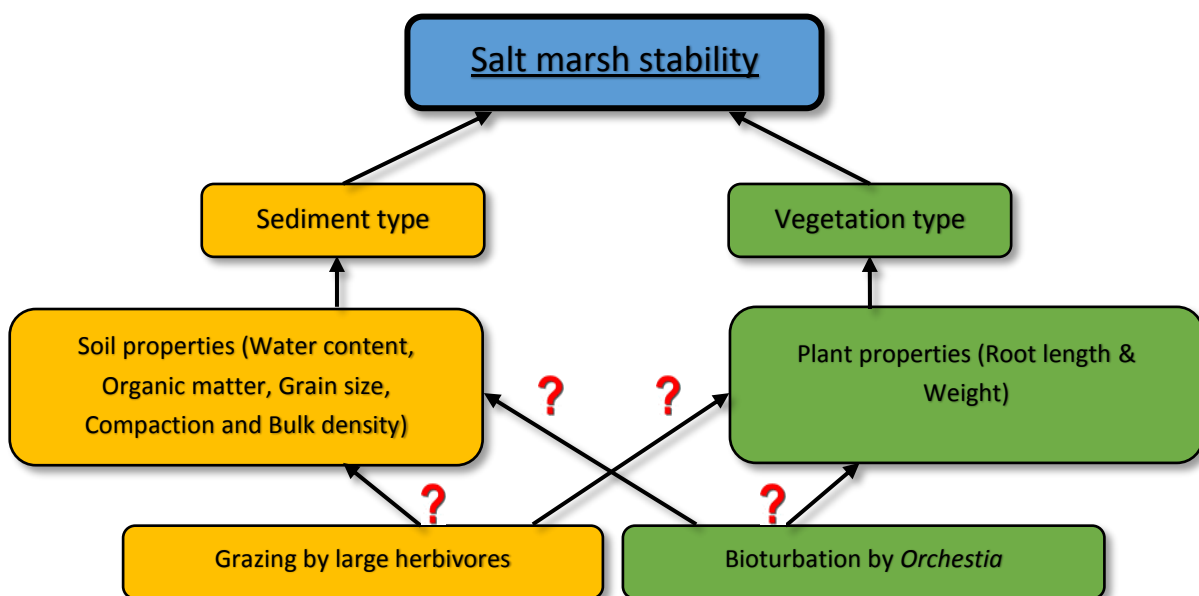 Salt marsh stability
Sediment type
Vegetation type
Soil properties (Water content,
Organic matter, Grain size,
Compaction and Bulk density)
Plant properties (Root length &
Weight)
?
?
?
?
Grazing by large herbivores
Bioturbation by Orchestia